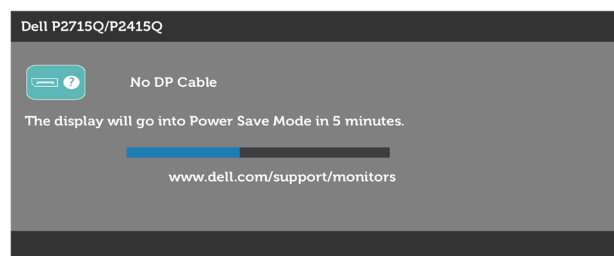 Dell P2715Q/P2415Q
?
No DP Cable
The display will go into Power Save Mode in 5 minutes.
www.dell.com/support/monitors